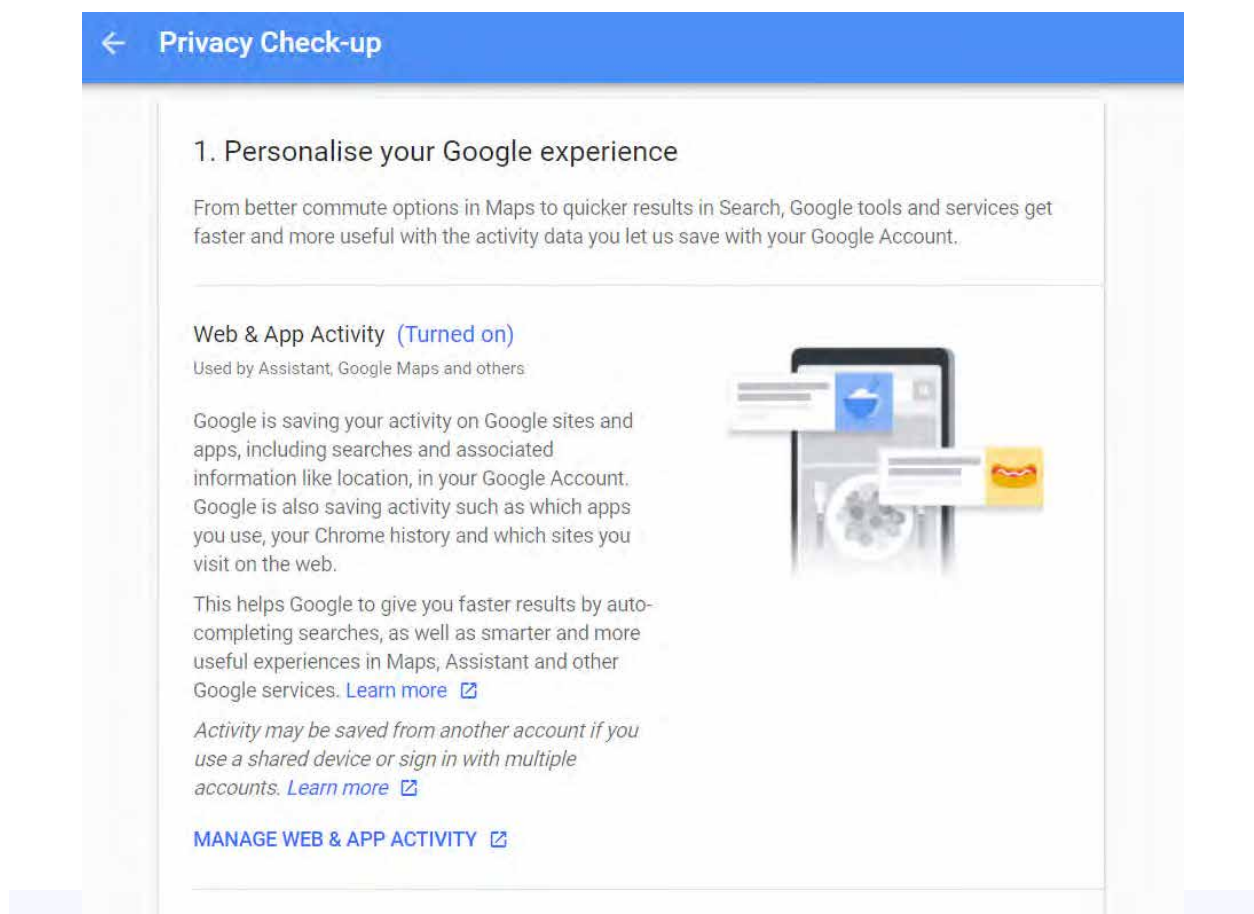 Privacy Check-up
1. Personalise your Google experience
From better commute options in Maps to quicker results in Search, Google tools and services get
faster and more useful with the activity data you let us save with your Google Account.
Web & App Activity (Turned on)
Used by Assistant, Google Maps and others
Google is saving your activity on Google sites and
apps, including searches and associated
information like location, in your Google Account.
Google is also saving activity such as which apps
you use, your Chrome history and which sites you
visit on the web.
This helps Google to give you faster results by auto-
completing searches, as well as smarter and more
useful experiences in Maps, Assistant and other
Google services. Learn more
Activity may be saved from another account if you
use a shared device or sign in with multiple
accounts. Learn more
MANAGE WEB & APP ACTIVITY